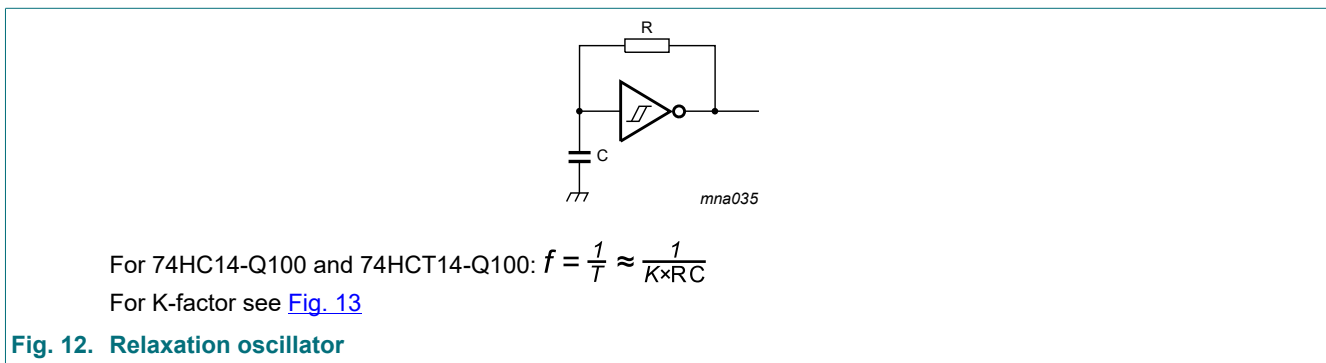 R
C
mna035
For 74HC14-Q100 and 74HCT14-Q100: f = 1/T ≈ 1/K×RC
For K-factor see Fig. 13
Fig. 12. Relaxation oscillator